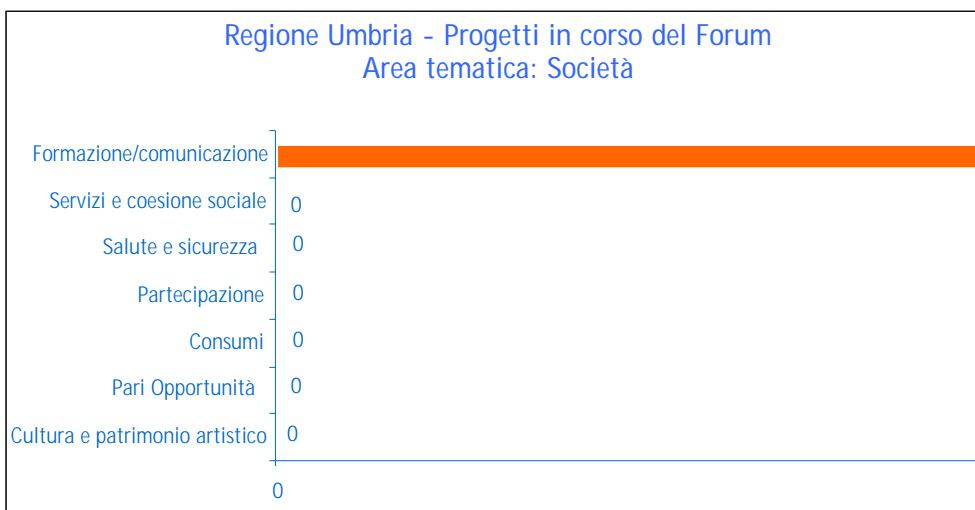 Regione Umbria - Progetti in corso del Forum
Area tematica: Società
Formazione/comunicazione
Servizi e coesione sociale 0
Salute e sicurezza 0
Partecipazione 0
Consumi 0
Pari Opportunità 0
Cultura e patrimonio artistico 0
0